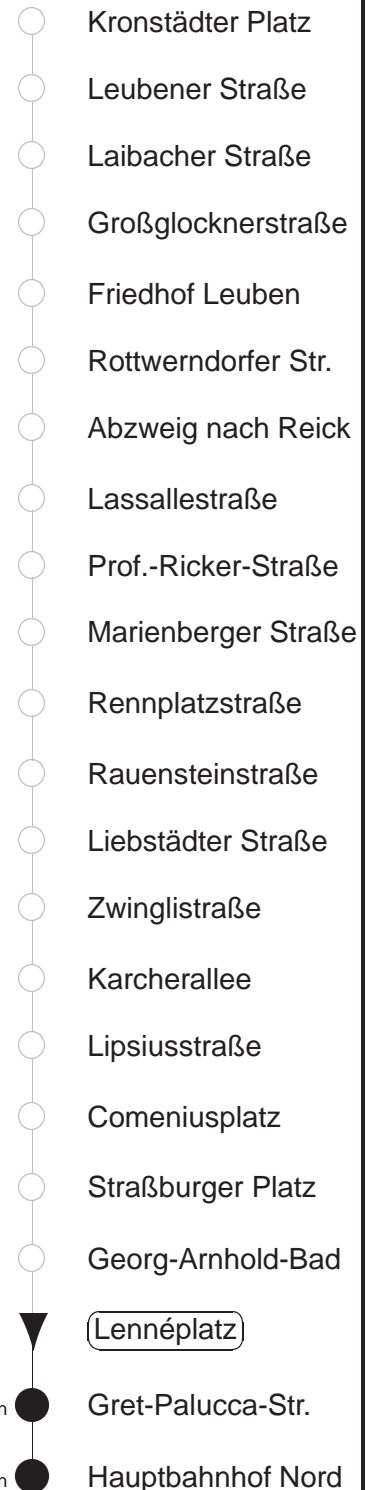 Kronstädter Platz
Leubener Straße
Laibacher Straße
Großglocknerstraße
Friedhof Leuben
Rottwerndorfer Str.
Abzweig nach Reick
Lassallestraße
Prof.-Ricker-Straße
Marienberger Straße
Rennplatzstraße
Rauensteinstraße
Liebstädter Straße
Zwinglistraße
Karcherallee
Lipsiusstraße
Comeniusplatz
Straßburger Platz
Georg-Arnhold-Bad
Lennéplatz
Gret-Palucca-Str.
Hauptbahnhof Nord